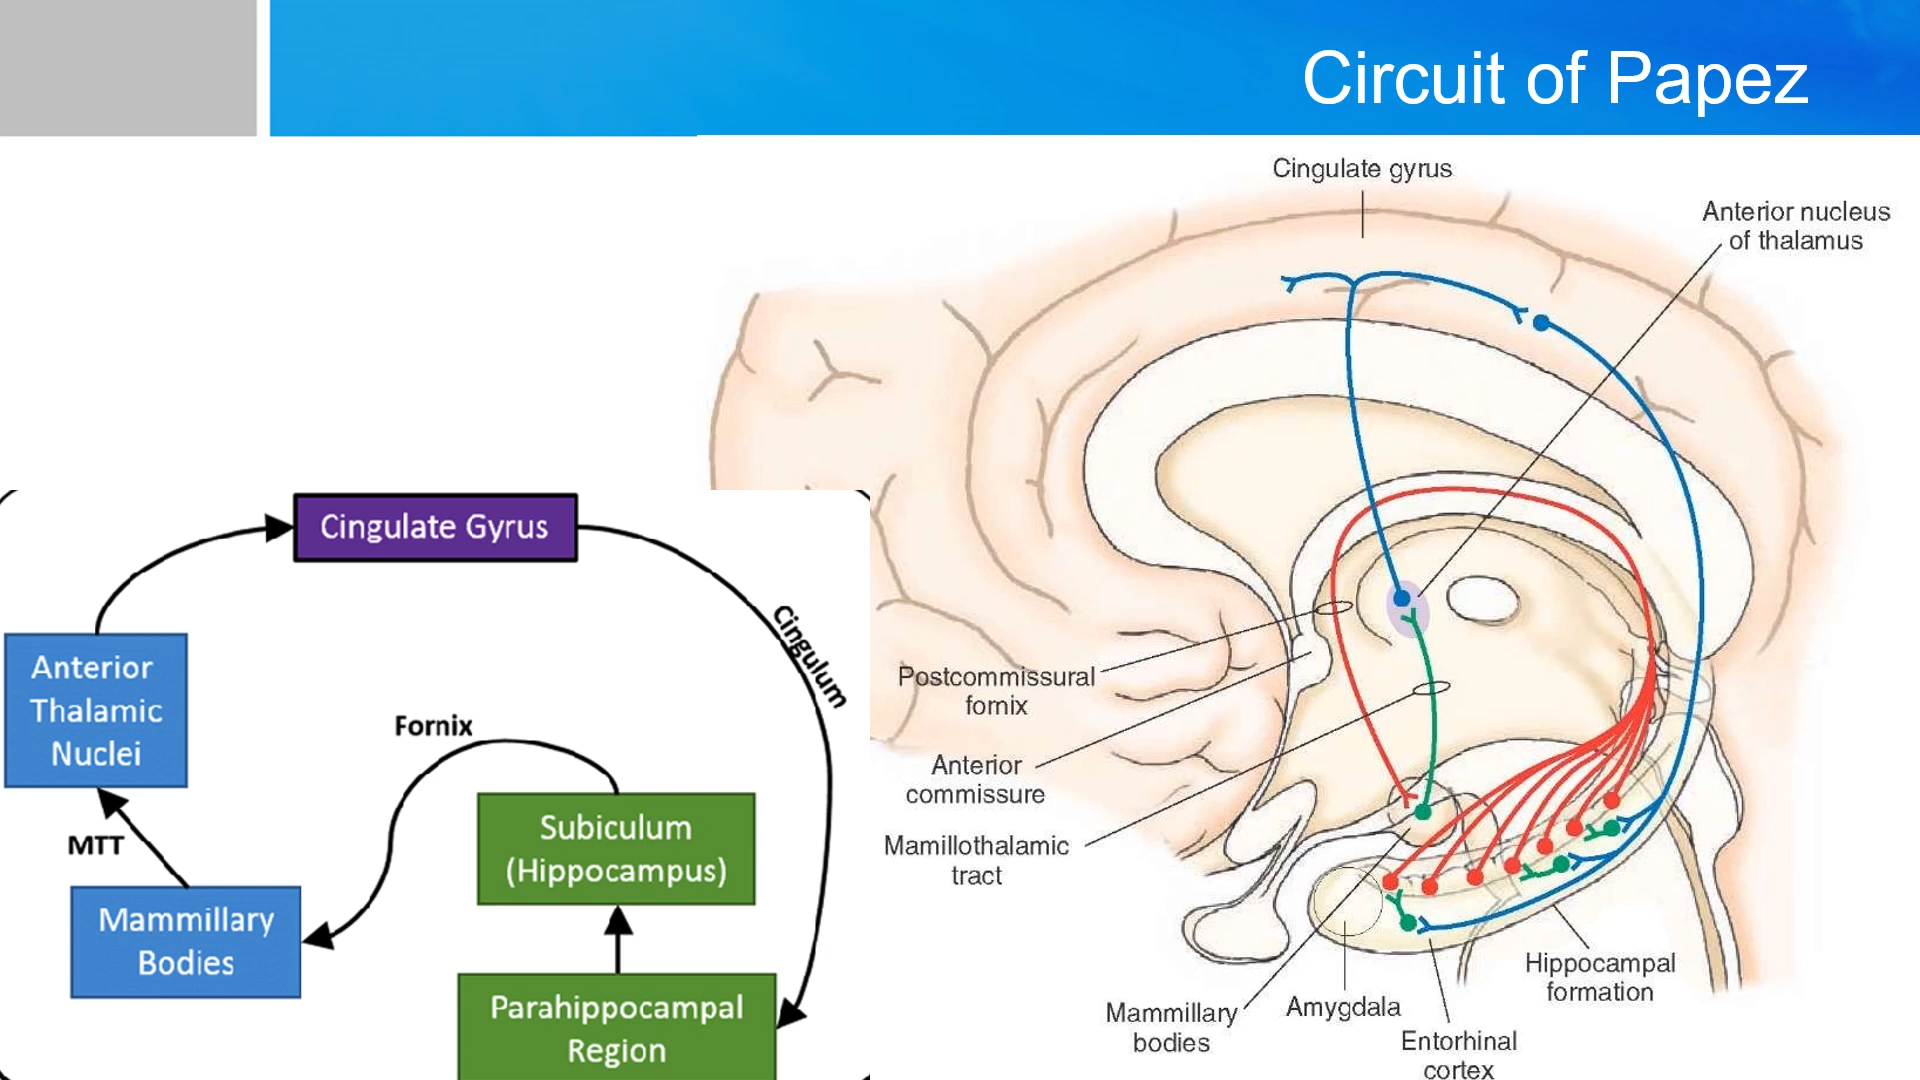 Circuit of Papez
Cingulate gyrus
Anterior nucleus
of thalamus
Postcommissural
fornix
Anterior
commissure
Mamillothalamic
tract
Mammillary
bodies
Amygdala
Entorhinal
cortex
Hippocampal
formation
Cingulate Gyrus
Cingulum
Anterior
Thalamic
Nuclei
Fornix
MTT
Subiculum
(Hippocampus)
Mammillary
Bodies
Parahippocampal
Region